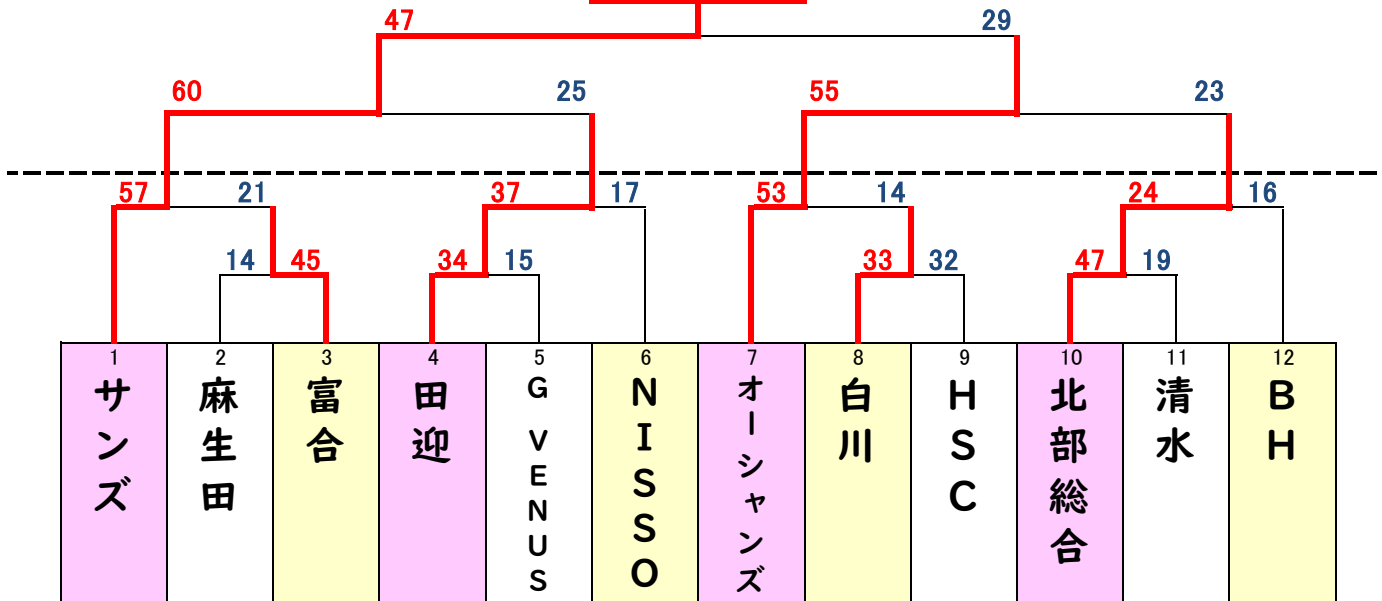 47 29
60 25 55 23
57 21 37 17 53 14 24 16
14 45 34 15 33 32 47 19
1 2 3 4 5 6 7 8 9 10 11 12
サンズ
麻生田
富合
田迎
G VENUS
NISSO
オーシャンズ
白川
HSC
北部総合
清水
BH